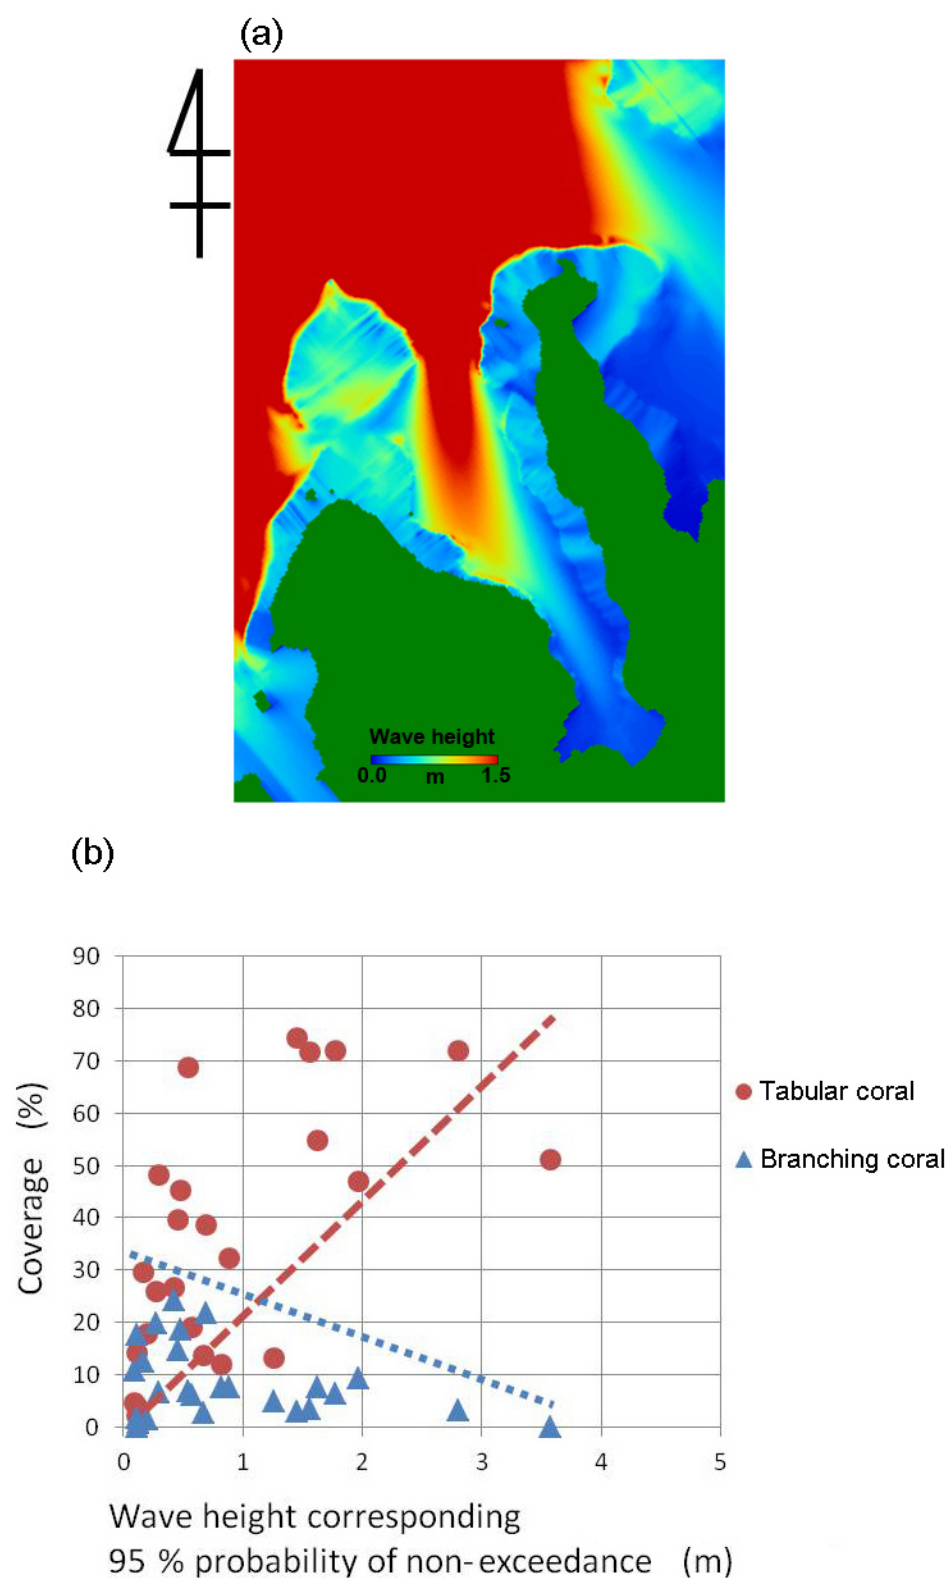 (a)
Wave height
0.0 m 1.5
(b)
90
80
70
60
50
40
30
20
10
0
Coverage (%)
0 1 2 3 4 5
Wave height corresponding
95 % probability of non-exceedance (m)
Tabular coral
Branching coral